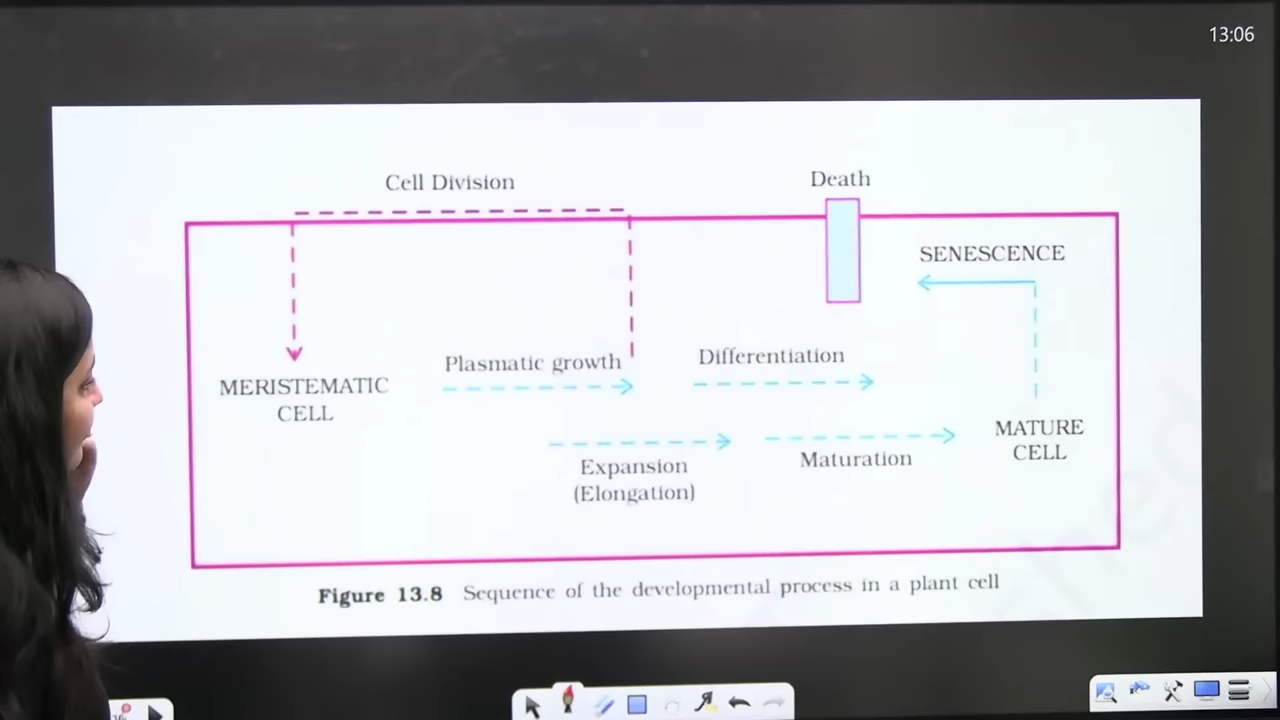 13:06
Cell Division
Death
SENESCENCE
Plasmatic growth
Differentiation
MERISTEMATIC
CELL
MATURE
CELL
Expansion
(Elongation)
Maturation
Figure 13.8 Sequence of the developmental process in a plant cell